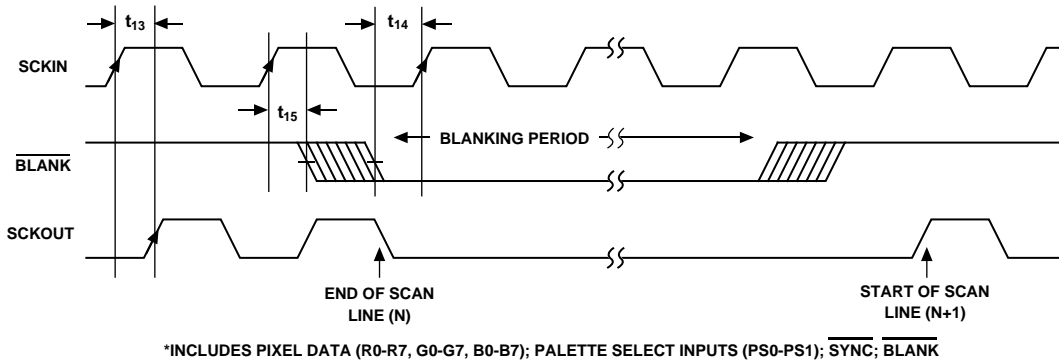 t13
t14
SCKIN
t15
BLANKING PERIOD
BLANK
SCKOUT
END OF SCAN
LINE (N)
START OF SCAN
LINE (N+1)
*INCLUDES PIXEL DATA (R0-R7, G0-G7, B0-B7); PALETTE SELECT INPUTS (PS0-PS1); SYNC; BLANK